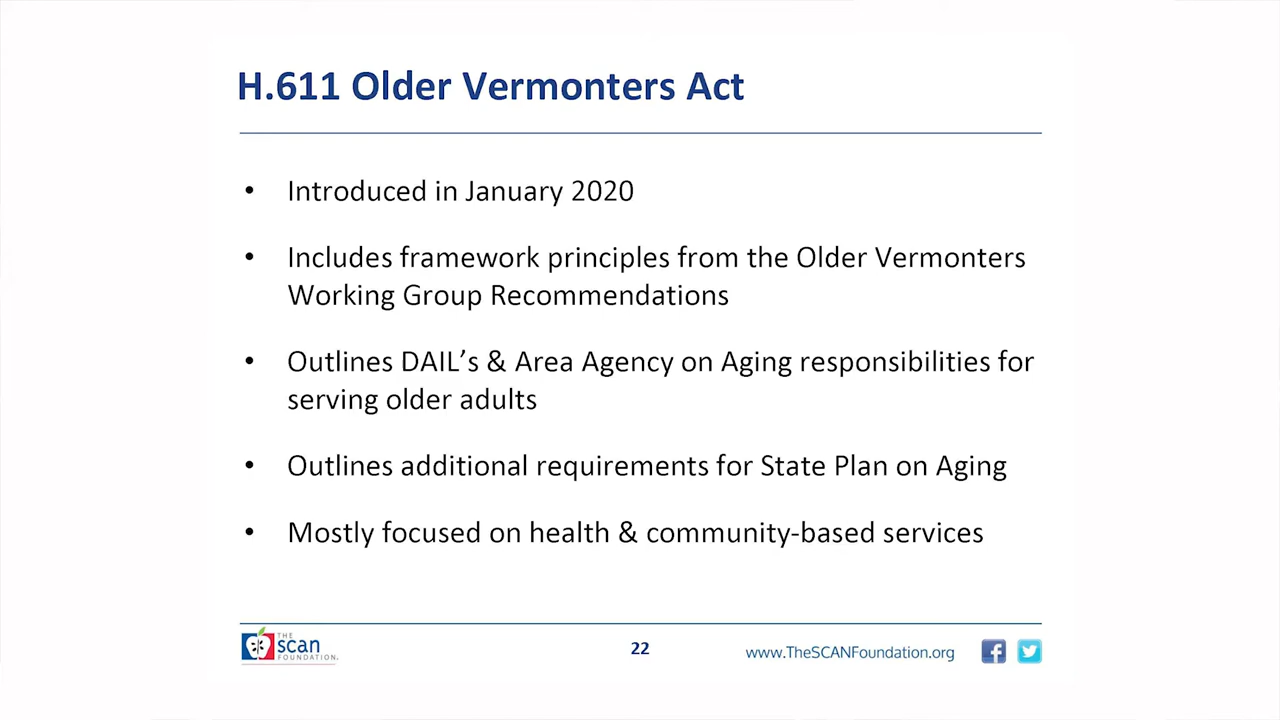 H.611 Older Vermonters Act
• Introduced in January 2020
• Includes framework principles from the Older Vermonters
Working Group Recommendations
• Outlines DAIL’s & Area Agency on Aging responsibilities for
serving older adults
• Outlines additional requirements for State Plan on Aging
• Mostly focused on health & community-based services
THE
scan
FOUNDATION.
22
www.TheSCANFoundation.org